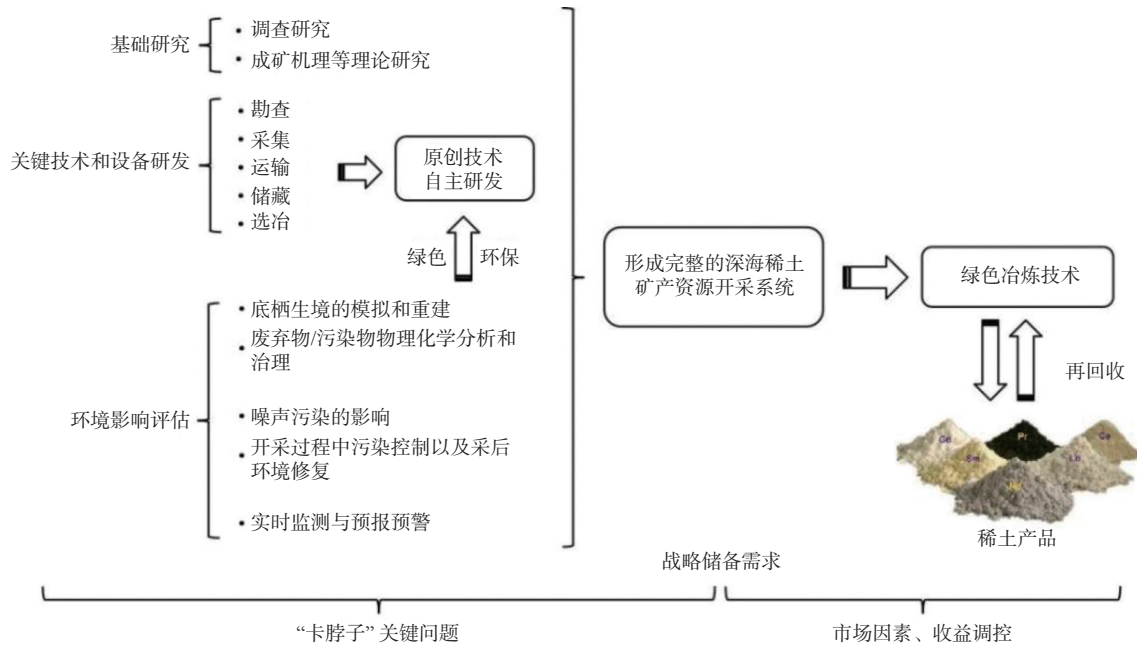 基础研究
• 调查研究
• 成矿机理等理论研究
关键技术和设备研发
• 勘查
• 采集
• 运输
• 储藏
• 选冶
原创技术
自主研发
绿色 环保
环境影响评估
• 底栖生境的模拟和重建
• 废弃物/污染物物理化学分析和
治理
• 噪声污染的影响
• 开采过程中污染控制以及采后
环境修复
• 实时监测与预报预警
形成完整的深海稀土
矿产资源开采系统
绿色冶炼技术
再回收
Gd
Pr
Ce
Sm
La
Nd
稀土产品
战略储备需求
“卡脖子”关键问题
市场因素、收益调控